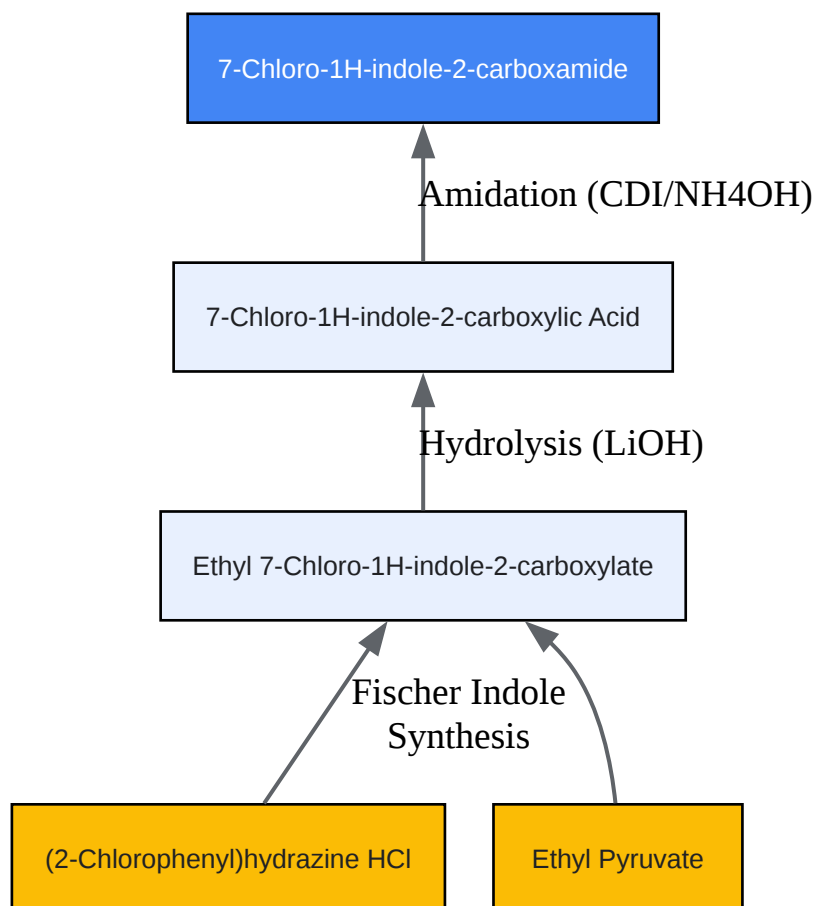 7-Chloro-1H-indole-2-carboxamide
Amidation (CDI/NH4OH)
7-Chloro-1H-indole-2-carboxylic Acid
Hydrolysis (LiOH)
Ethyl 7-Chloro-1H-indole-2-carboxylate
Fischer Indole
Synthesis
(2-Chlorophenyl)hydrazine HCl
Ethyl Pyruvate